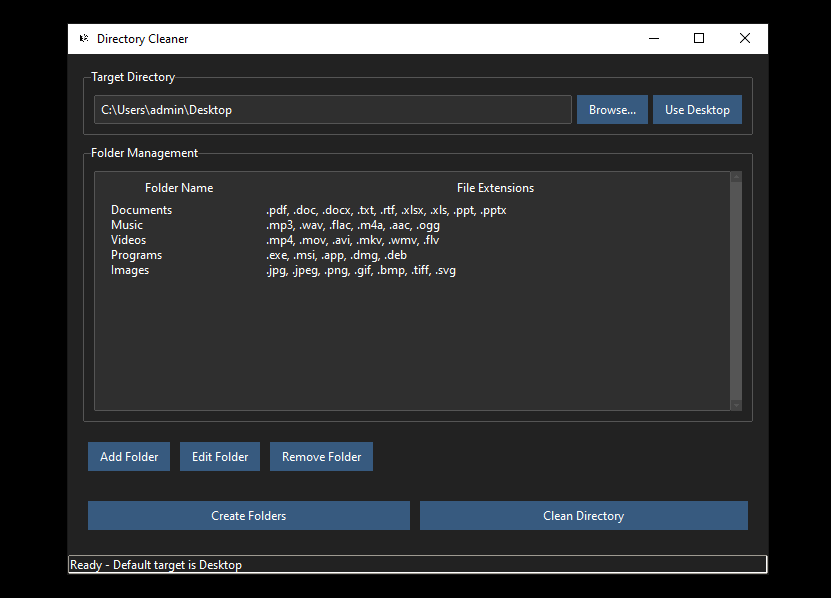 Directory Cleaner
Target Directory
C:\Users\admin\Desktop Browse... Use Desktop
Folder Management
Folder Name File Extensions
Documents .pdf, .doc, .docx, .txt, .rtf, .xlsx, .xls, .ppt, .pptx
Music .mp3, .wav, .flac, .m4a, .aac, .ogg
Videos .mp4, .mov, .avi, .mkv, .wmv, .flv
Programs .exe, .msi, .app, .dmg, .deb
Images .jpg, .jpeg, .png, .gif, .bmp, .tiff, .svg
Add Folder Edit Folder Remove Folder
Create Folders Clean Directory
Ready - Default target is Desktop